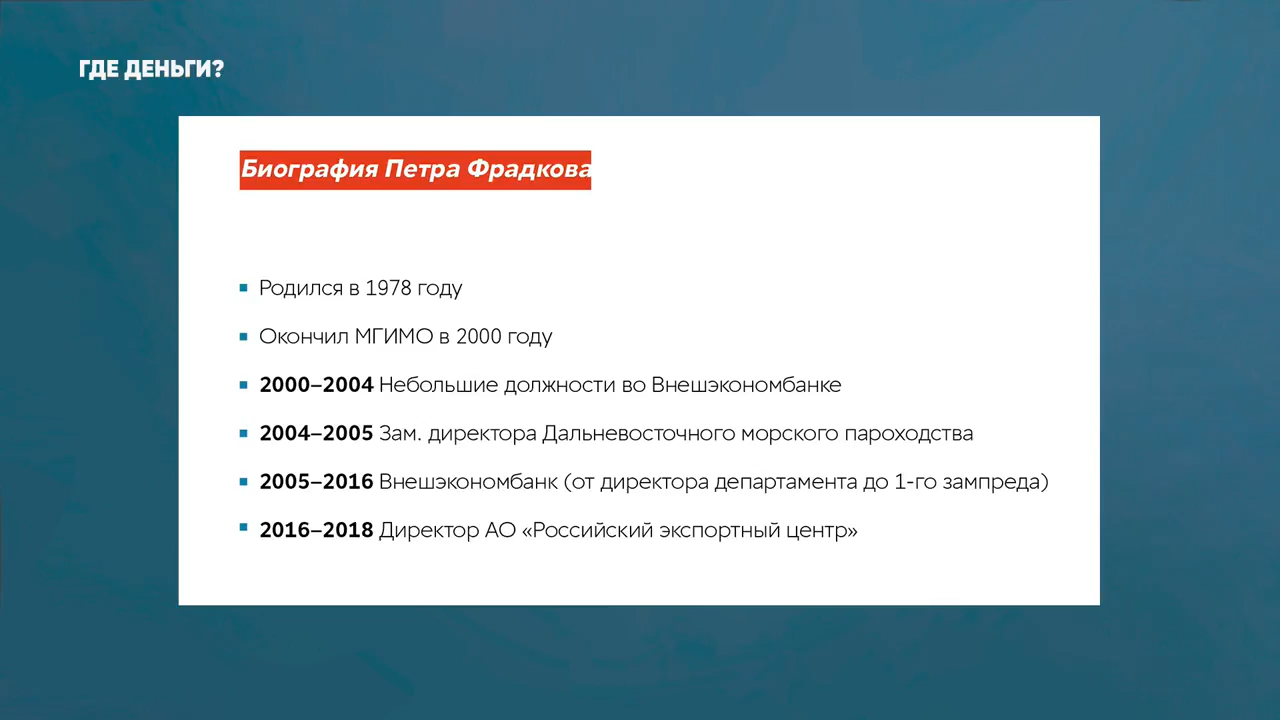 ГДЕ ДЕНЬГИ?
Биография Петра Фрадкова
Родился в 1978 году
Окончил МГИМО в 2000 году
2000–2004 Небольшие должности во Внешэкономбанке
2004–2005 Зам. директора Дальневосточного морского пароходства
2005–2016 Внешэкономбанк (от директора департамента до 1-го зампреда)
2016–2018 Директор АО «Российский экспортный центр»